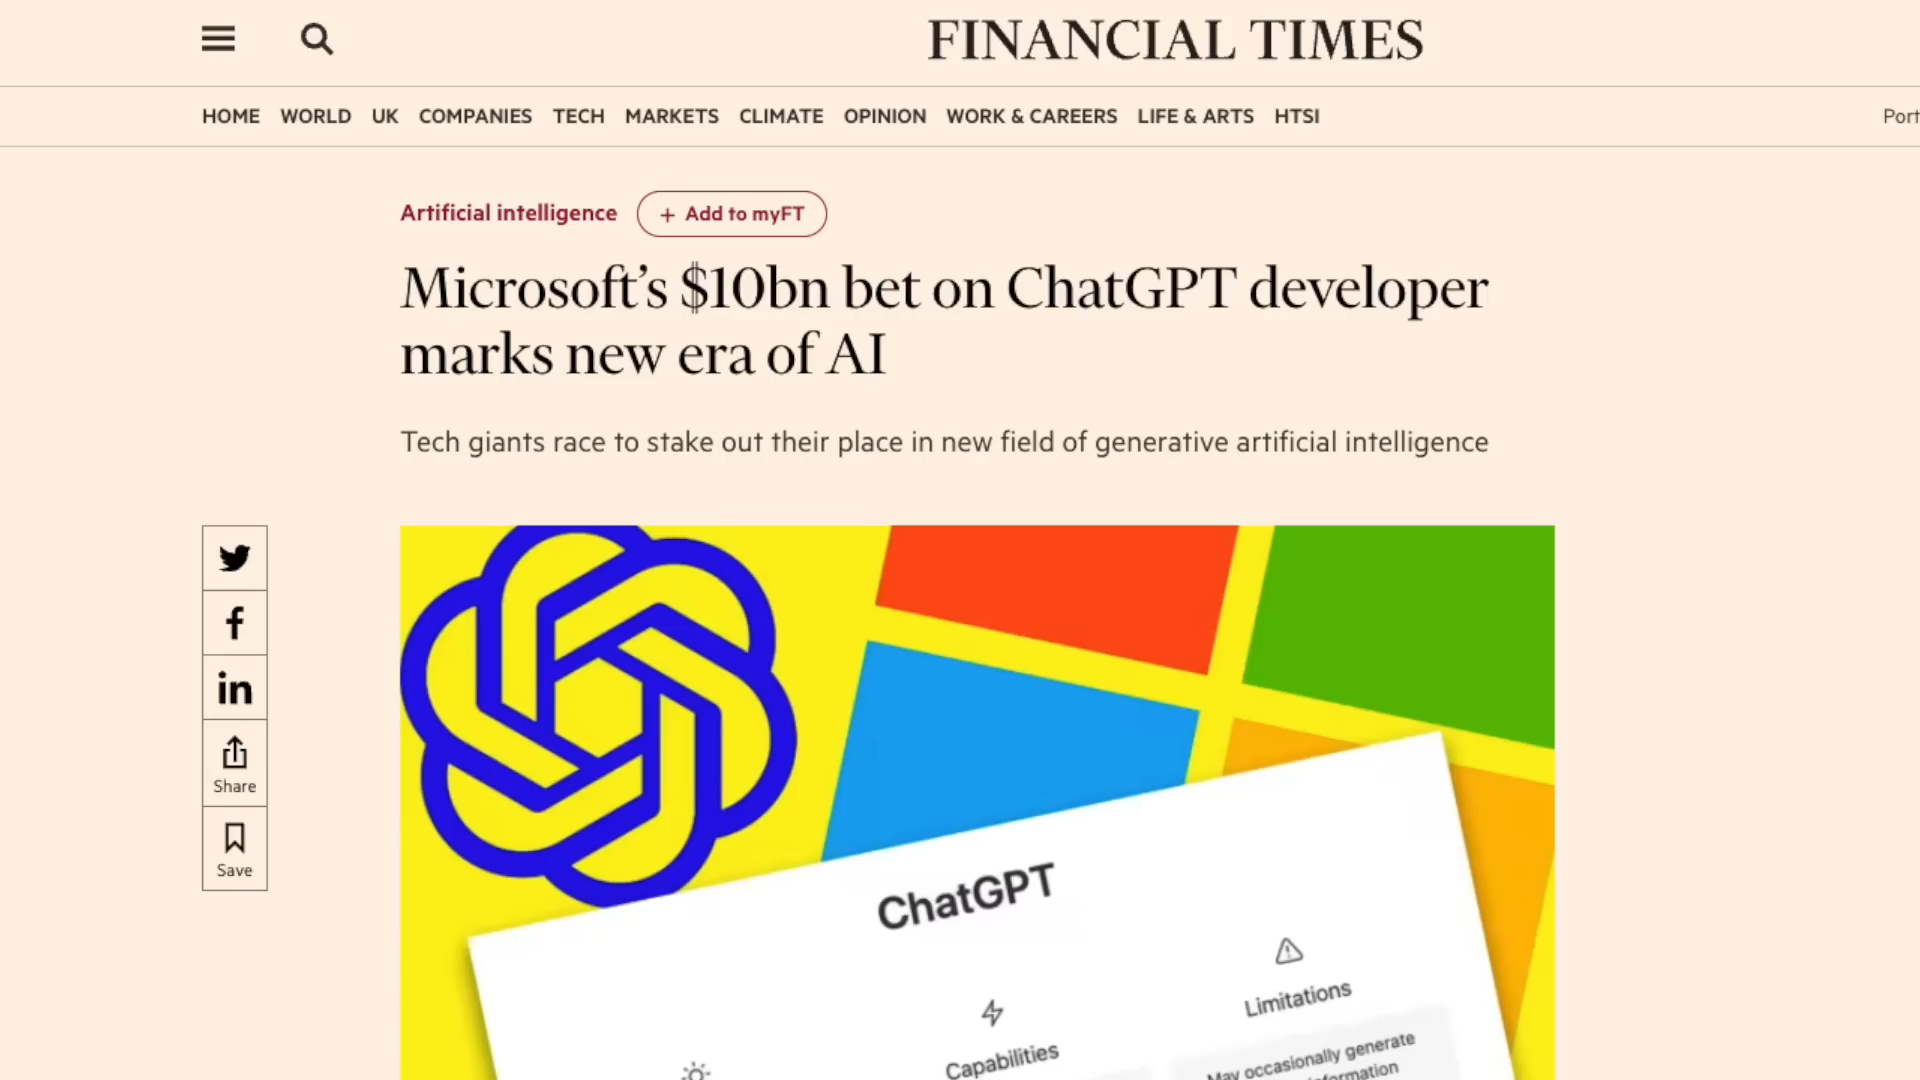 FINANCIAL TIMES
HOME WORLD UK COMPANIES TECH MARKETS CLIMATE OPINION WORK & CAREERS LIFE & ARTS HTSI
Port
Artificial intelligence + Add to myFT
Microsoft’s $10bn bet on ChatGPT developer
marks new era of AI
Tech giants race to stake out their place in new field of generative artificial intelligence
Share
Save
ChatGPT
Capabilities
Limitations
May occasionally generate